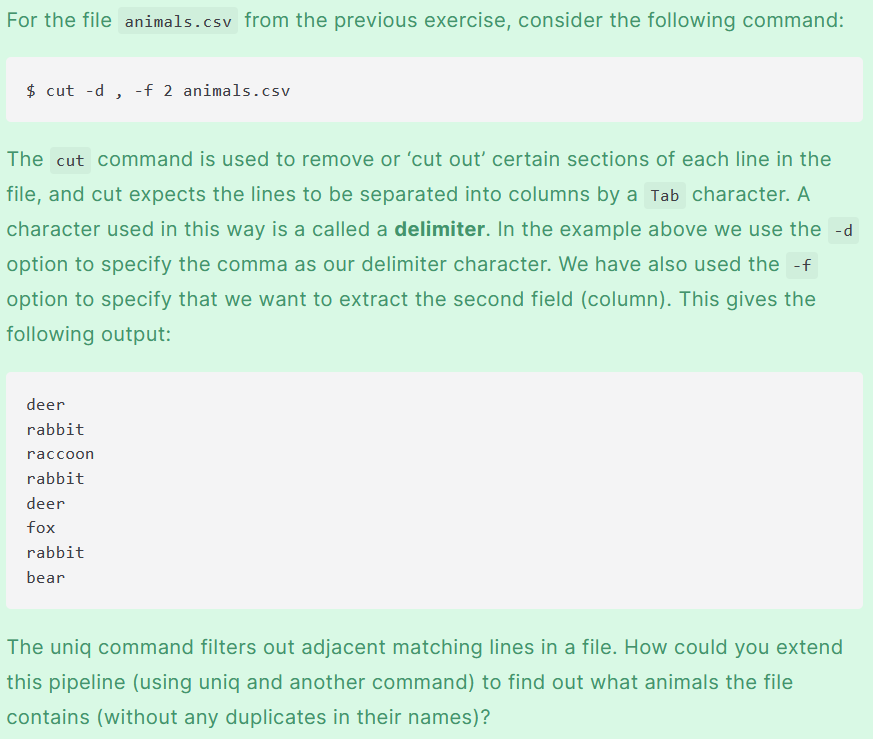 For the file animals.csv from the previous exercise, consider the following command:
$ cut -d , -f 2 animals.csv
The cut command is used to remove or ‘cut out’ certain sections of each line in the
file, and cut expects the lines to be separated into columns by a Tab character. A
character used in this way is a called a delimiter. In the example above we use the -d
option to specify the comma as our delimiter character. We have also used the -f
option to specify that we want to extract the second field (column). This gives the
following output:
deer
rabbit
raccoon
rabbit
deer
fox
rabbit
bear
The uniq command filters out adjacent matching lines in a file. How could you extend
this pipeline (using uniq and another command) to find out what animals the file
contains (without any duplicates in their names)?